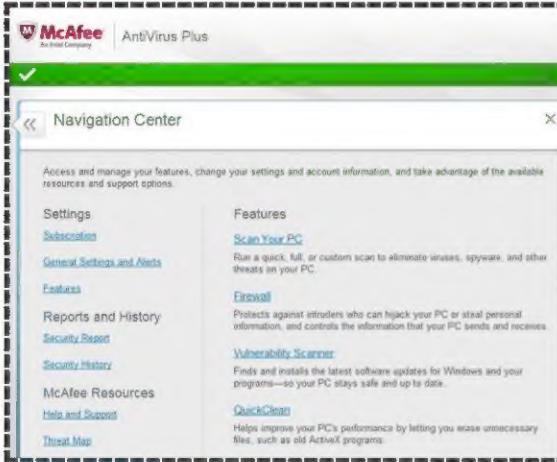 McAfee
An Intel Company
AntiVirus Plus
Navigation Center
Access and manage your features, change your settings and account information, and take advantage of the available
resources and support options.
Settings
Subscription
General Settings and Alerts
Features
Reports and History
Security Report
Security History
McAfee Resources
Help and Support
Threat Map
Features
Scan Your PC
Run a quick, full, or custom scan to eliminate viruses, spyware, and other
threats on your PC.
Firewall
Protects against intruders who can hijack your PC or steal personal
information, and controls the information that your PC sends and receives.
Vulnerability Scanner
Finds and installs the latest software updates for Windows and your
programs—so your PC stays safe and up to date.
QuickClean
Helps improve your PC's performance by letting you erase unnecessary
files, such as old ActiveX programs.